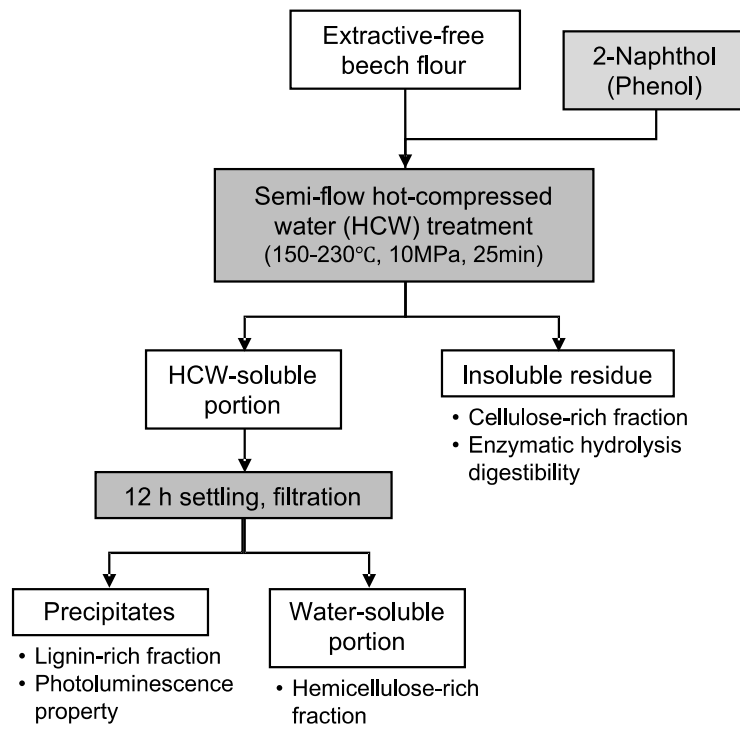 Extractive-free
beech flour
2-Naphthol
(Phenol)
Semi-flow hot-compressed
water (HCW) treatment
(150-230℃, 10MPa, 25min)
HCW-soluble
portion
Insoluble residue
• Cellulose-rich fraction
• Enzymatic hydrolysis
digestibility
12 h settling, filtration
Precipitates
• Lignin-rich fraction
• Photoluminescence
property
Water-soluble
portion
• Hemicellulose-rich
fraction